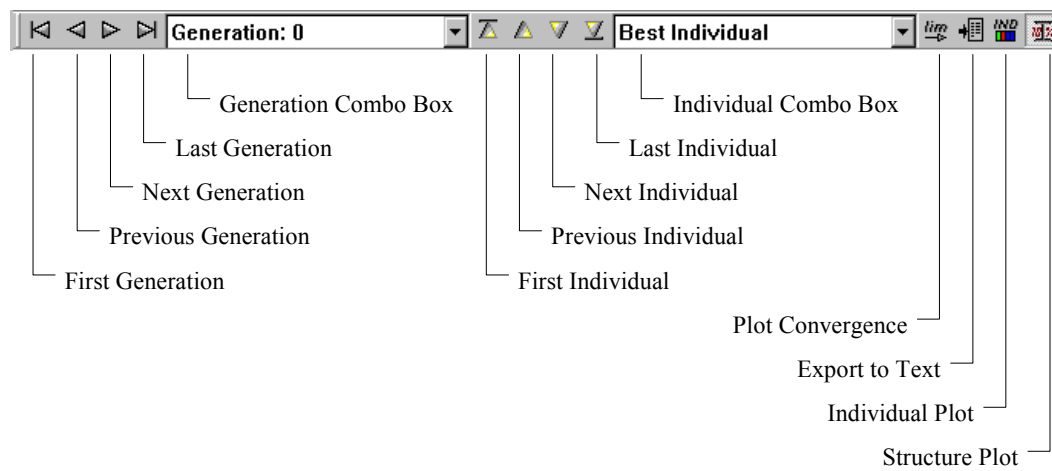 Generation: 0
Best Individual
lim
IND
Generation Combo Box
Individual Combo Box
Last Generation
Last Individual
Next Generation
Next Individual
Previous Generation
Previous Individual
First Generation
First Individual
Plot Convergence
Export to Text
Individual Plot
Structure Plot